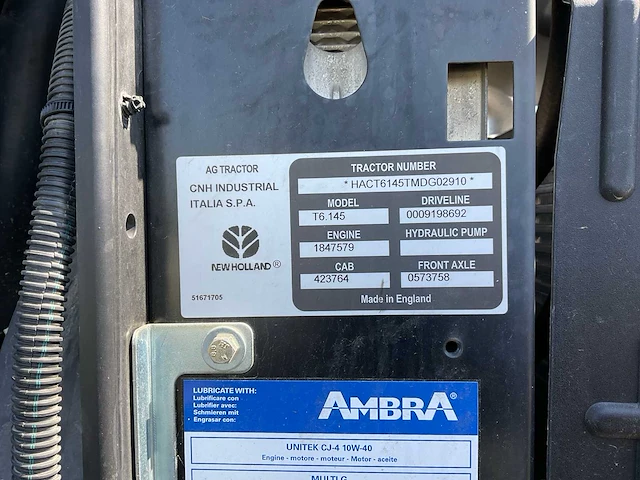 AG TRACTOR
CNH INDUSTRIAL
ITALIA S.P.A.
NEW HOLLAND ®
51671705
TRACTOR NUMBER
* HACT6145TMDG02910 *
MODEL
DRIVELINE
T6.145
0009198692
ENGINE
HYDRAULIC PUMP
1847579
CAB
FRONT AXLE
423764
0573758
Made in England
LUBRICATE WITH:
Lubrificare con
Lubrifier avec:
Schmieren mit
Engrasar con:
AMBRA®
UNITEK CJ-4 10W-40
Engine - motore - moteur - Motor - aceite
MULTI G